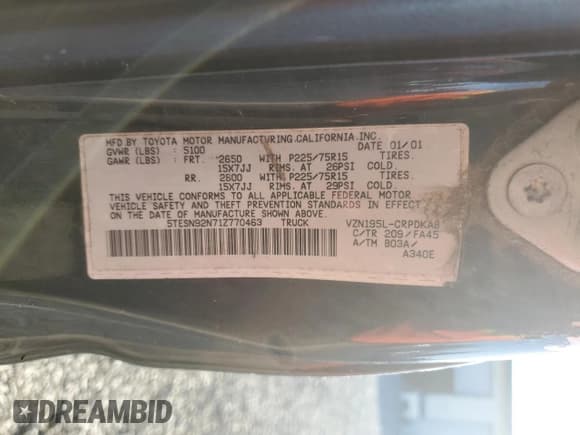 MFD BY TOYOTA MOTOR MANUFACTURING,CALIFORNIA,INC.
GVWR (LBS) : 5100 DATE 01/01
GAWR (LBS) : FRT. 2650 WITH P225/75R15 TIRES.
15X7JJ RIMS. AT 26PSI COLD.
RR. 2600 WITH P225/75R15 TIRES.
15X7JJ RIMS. AT 29PSI COLD.
THIS VEHICLE CONFORMS TO ALL APPLICABLE FEDERAL MOTOR
VEHICLE SAFETY AND THEFT PREVENTION STANDARDS IN EFFECT
ON THE DATE OF MANUFACTURE SHOWN ABOVE.
5TESN92N71Z770463 TRUCK VZN195L-CRPDKAB
C/TR 209/FA45
A/TM B03A/
A340E
DREAMBID